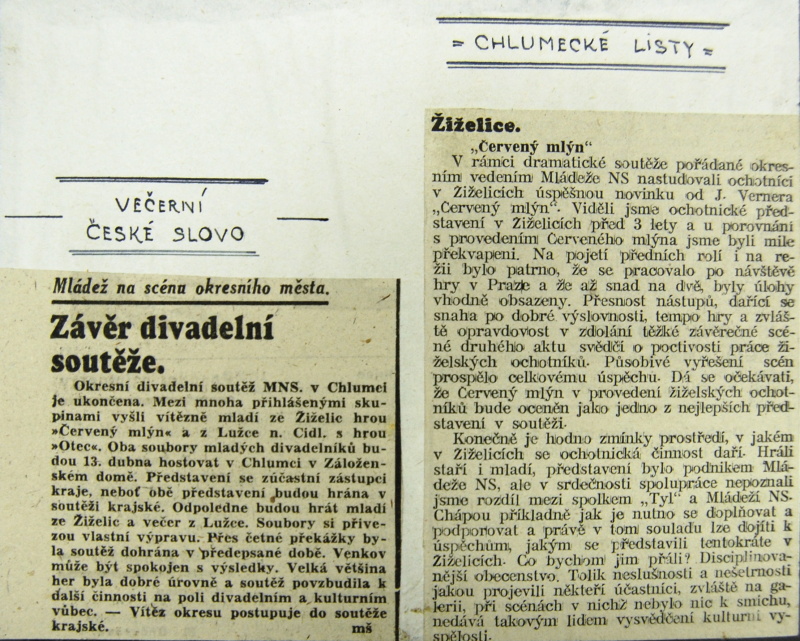 VEČERNÍ
ČESKÉ SLOVO
Mládež na scénu okresního města.
Závěr divadelní
soutěže.
Okresní divadelní soutěž MNS. v Chlumci
je ukončena. Mezi mnoha přihlášenými sku-
pinami vyšli vítězně mladí ze Žiželic hrou
»Červený mlýn« a z Lužce n. Cidl. s hrou
»Otec«. Oba soubory mladých divadelníků bu-
dou 13. dubna hostovat v Chlumci v Záložen-
ském domě. Představení se zúčastní zástupci
kraje, neboť obě představení budou hrána v
soutěži krajské. Odpoledne budou hrát mladí
ze Žiželic a večer z Lužce. Soubory si přive-
zou vlastní výpravu. Přes četné překážky by-
la soutěž dohrána v předepsané době. Venkov
může být spokojen s výsledky. Velká většina
her byla dobré úrovně a soutěž povzbudila k
další činnosti na poli divadelním a kulturním
vůbec. — Vítěz okresu postupuje do soutěže
krajské. mš
= CHLUMECKÉ LISTY =
Žiželice.
„Červený mlýn“
V rámci dramatické soutěže pořádané okres-
ním vedením Mládeže NS nastudovali ochotníci
v Žiželicích úspěšnou novinku od J. Vernera
„Červený mlýn“. Viděli jsme ochotnické před-
stavení v Žiželicích před 3 lety a u porovnání
s provedením Červeného mlýna jsme byli mile
překvapeni. Na pojetí předních rolí i na re-
žii bylo patrno, že se pracovalo po návštěvě
hry v Praze a že až snad na dvě, byly úlohy
vhodně obsazeny. Přesnost nástupů, dařící se
snaha po dobré výslovnosti, tempo hry a zvláš-
tě opravdovost v zdolání těžké závěrečné scé-
né druhého aktu svědčí o poctivosti práce ži-
želských ochotníků. Působivé vyřešení scén
prospělo celkovému úspěchu. Dá se očekávati,
že Červený mlýn v provedení žiželských ochot-
níků bude oceněn jako jedno z nejlepších před-
stavení v soutěži.
Konečně je hodno zmínky prostředí, v jakém
v Žiželicích se ochotnická činnost daří. Hráli
staří i mladí, představení bylo podnikem Mlá-
deže NS, ale v srdečnosti spolupráce nepoznali
jsme rozdíl mezi spolkem „Tyl“ a Mládeží NS.
Chápou příkladně jak je nutno se doplňovat a
podporovat a právě v tom souladu lze dojíti k
úspěchům, jakým se představili tentokráte v
Žiželicích. Co bychom jim přáli? Disciplinova-
nější obecenstvo. Tolik neslušnosti a nešetrnosti
jakou projevili někteří účastníci, zvláště na ga-
lerii, při scénách v nichž nebylo nic k smíchu,
nedává takovým lidem vysvědčení kulturní vy-
spělosti.